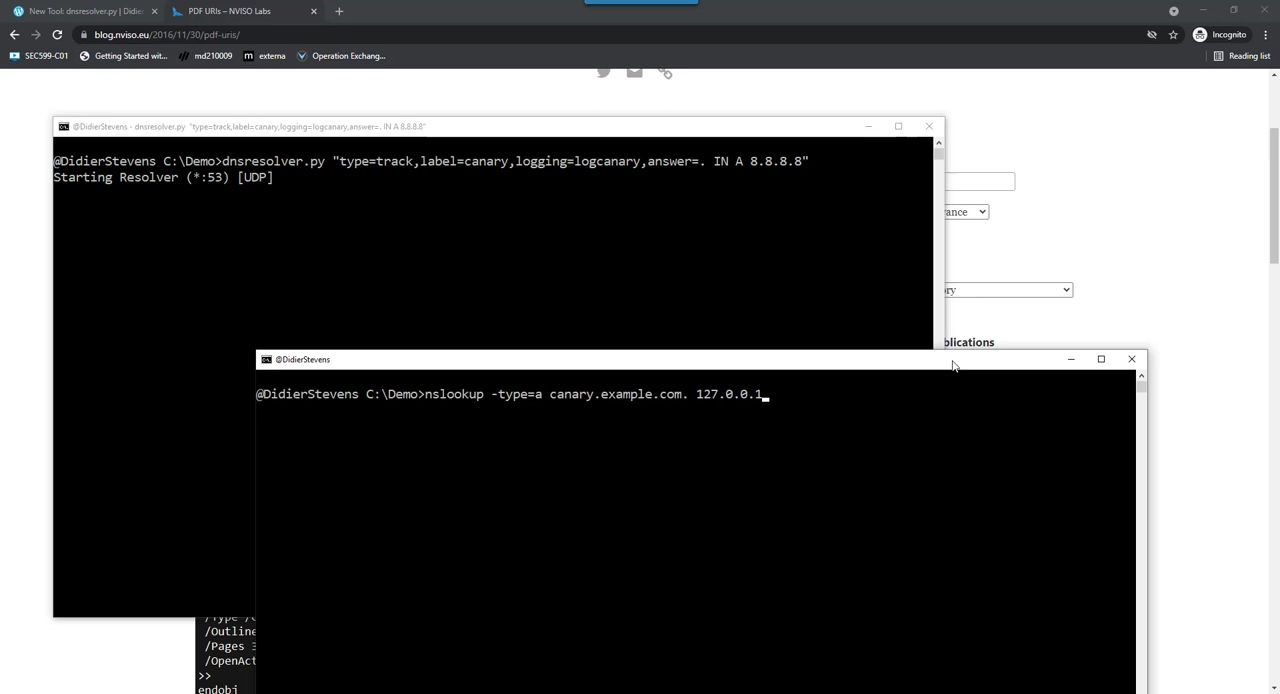 New Tool: dnsresolver.py | Didie
PDF URIs – NVISO Labs
blog.nviso.eu/2016/11/30/pdf-uris/
Incognito
SEC599-C01
Getting Started wit...
md210009
externa
Operation Exchang...
Reading list
@DidierStevens - dnsresolver.py "type=track,label=canary,logging=logcanary,answer=. IN A 8.8.8.8"
@DidierStevens C:\Demo>dnsresolver.py "type=track,label=canary,logging=logcanary,answer=. IN A 8.8.8.8"
Starting Resolver (*:53) [UDP]
vance
ory
blications
@DidierStevens
@DidierStevens C:\Demo>nslookup -type=a canary.example.com. 127.0.0.1
/Type /C
/Outline
/Pages 3
/OpenAct
>>
endobj